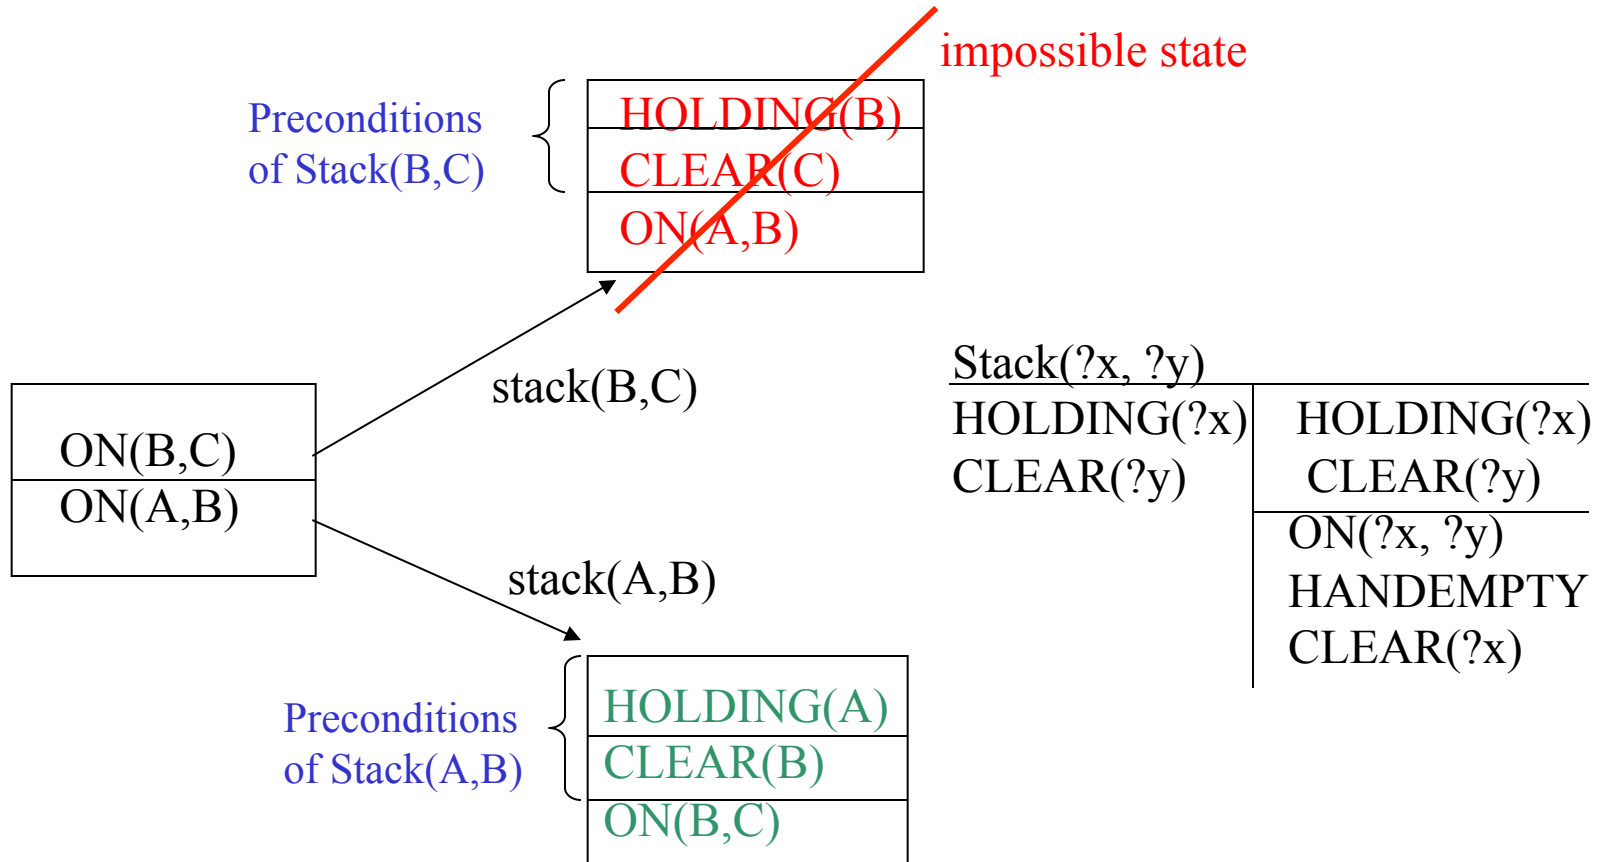 impossible state
Preconditions
of Stack(B,C)
HOLDING(B)
CLEAR(C)
ON(A,B)
stack(B,C)
ON(B,C)
ON(A,B)
stack(A,B)
Preconditions
of Stack(A,B)
HOLDING(A)
CLEAR(B)
ON(B,C)
Stack(?x, ?y)
HOLDING(?x)
CLEAR(?y)
HOLDING(?x)
CLEAR(?y)
ON(?x, ?y)
HANDEMPTY
CLEAR(?x)